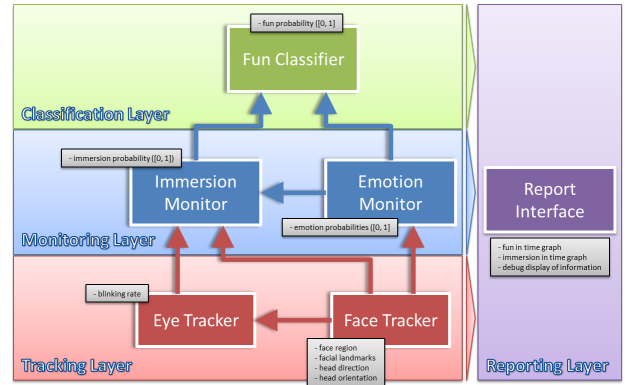 - fun probability ([0, 1]
Fun Classifier
Classification Layer
- immersion probability ([0, 1])
Immersion
Monitor
Emotion
Monitor
- emotion probabilities ([0, 1]
Monitoring Layer
- blinking rate
Eye Tracker
Face Tracker
- face region
- facial landmarks
- head direction
- head orientation
Tracking Layer
Report
Interface
- fun in time graph
- immersion in time graph
- debug display of information
Reporting Layer